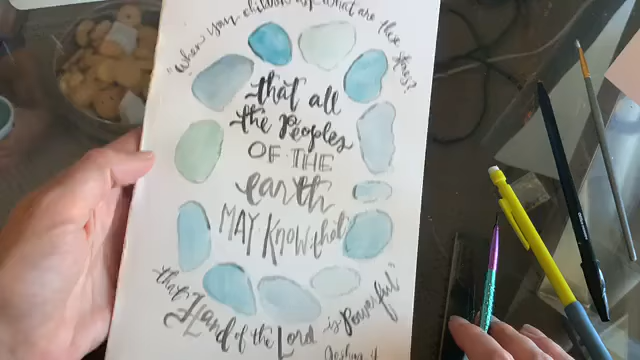 "When your children ask what are these stones?
that all
the Peoples
OF THE
earth
MAY KNOW that
that Hand of the Lord is Powerful"
Joshua 4